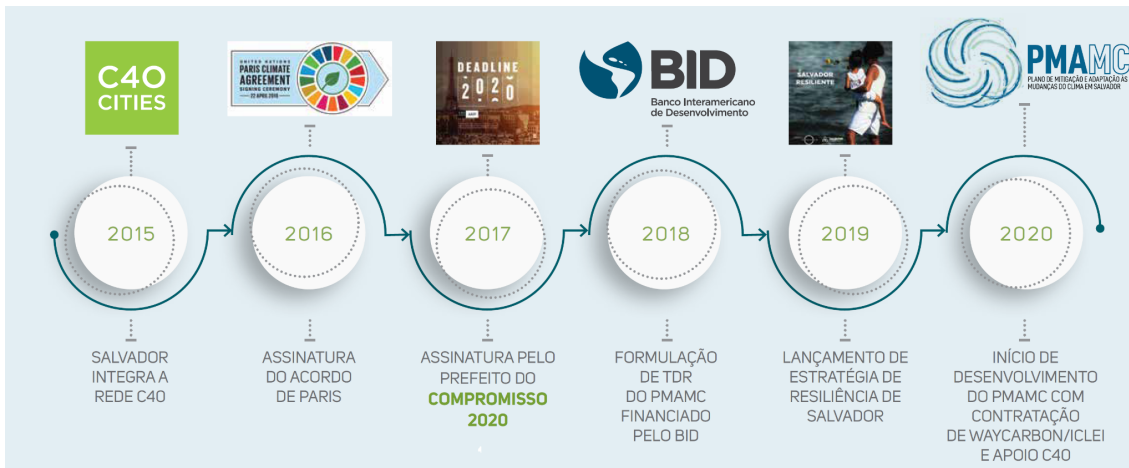 C40
CITIES
UNITED NATIONS
PARIS CLIMATE
AGREEMENT
SIGNING CEREMONY
22 APRIL 2016
DEADLINE
2020
BID
Banco Interamericano
de Desenvolvimento
SALVADOR
RESILIENTE
PMAMC
PLANO DE MITIGAÇÃO E ADAPTAÇÃO ÀS
MUDANÇAS DO CLIMA EM SALVADOR
2015
2016
2017
2018
2019
2020
SALVADOR
INTEGRA A
REDE C40
ASSINATURA
DO ACORDO
DE PARIS
ASSINATURA PELO
PREFEITO DO
COMPROMISSO
2020
FORMULAÇÃO
DE TDR
DO PMAMC
FINANCIADO
PELO BID
LANÇAMENTO DE
ESTRATÉGIA DE
RESILIÊNCIA DE
SALVADOR
INÍCIO DE
DESENVOLVIMENTO
DO PMAMC COM
CONTRATAÇÃO
DE WAYCARBON/ICLEI
E APOIO C40